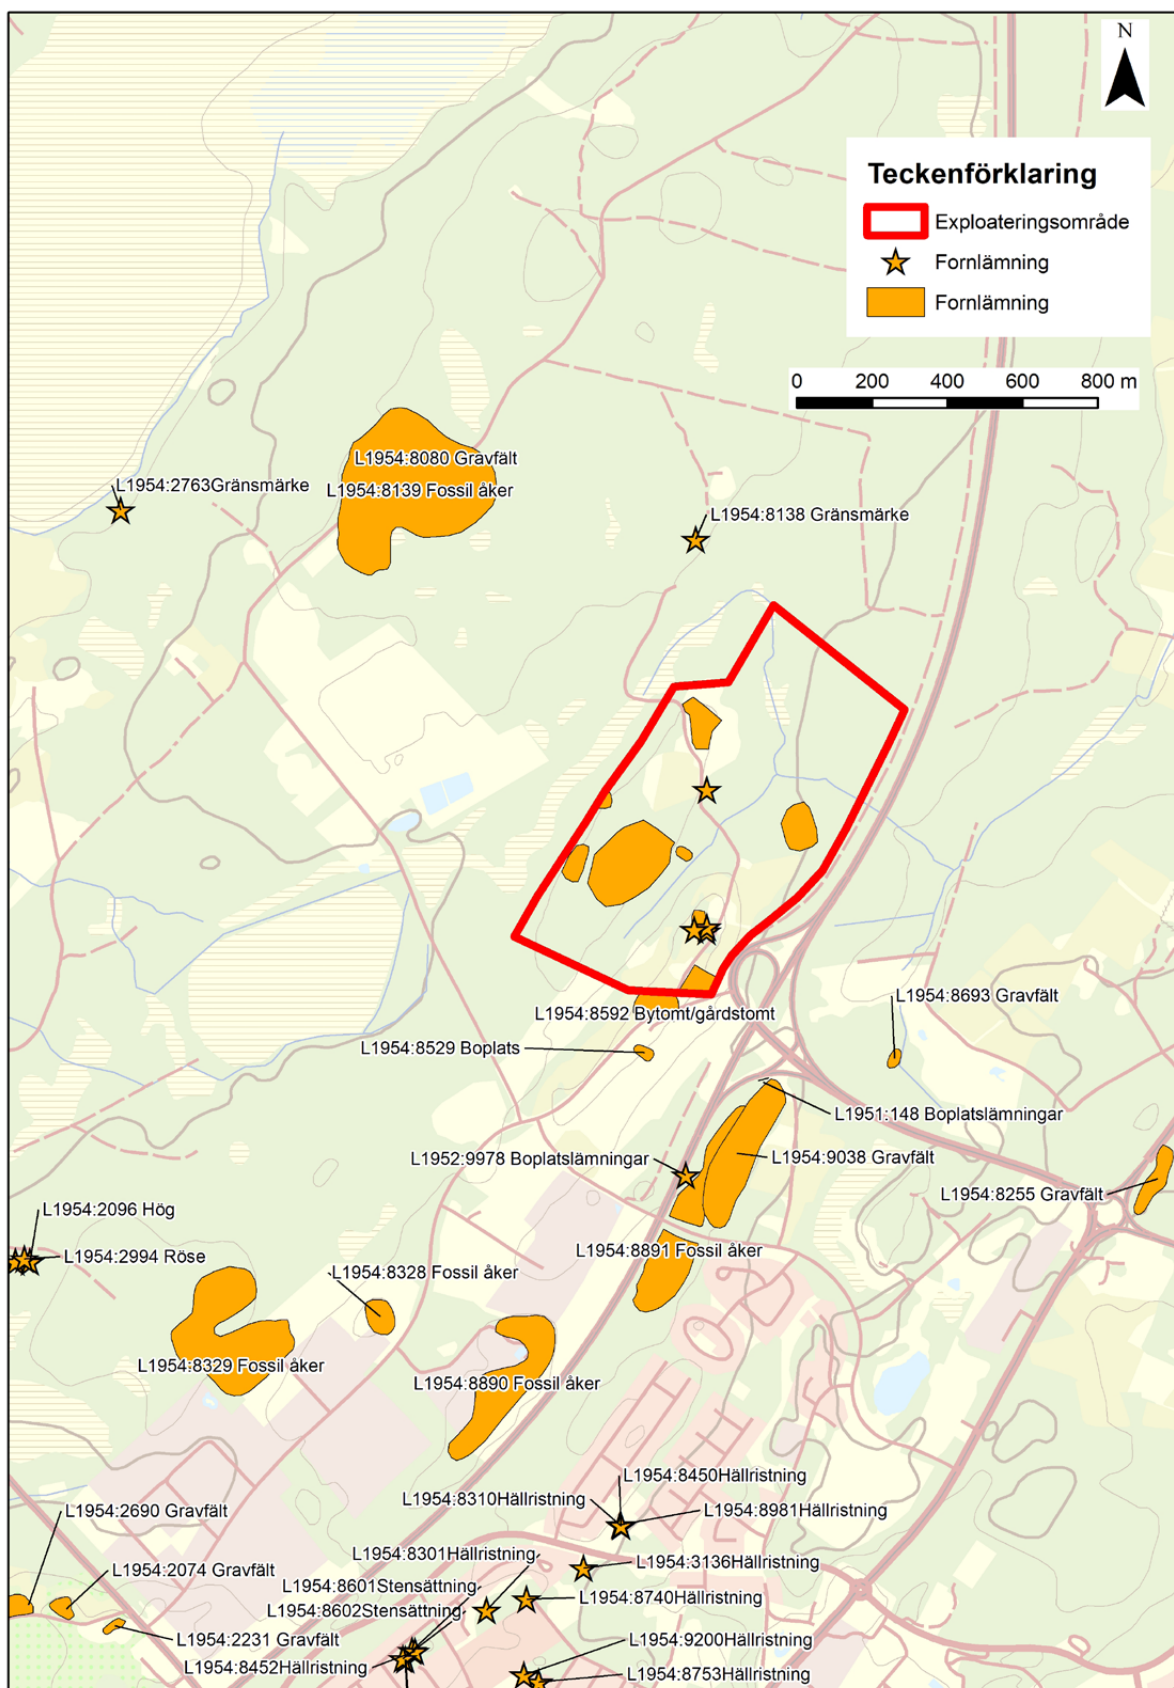 N
Teckenförklaring
Exploateringsområde
Fornlämning
Fornlämning
0 200 400 600 800 m
L1954:8080 Gravfält
L1954:2763Gränsmärke
L1954:8139 Fossil åker
L1954:8138 Gränsmärke
L1954:8693 Gravfält
L1954:8592 Bytomt/gårdstomt
L1954:8529 Boplats
L1951:148 Boplatslämningar
L1952:9978 Boplatslämningar
L1954:9038 Gravfält
L1954:8255 Gravfält
L1954:2096 Hög
L1954:2994 Röse
L1954:8891 Fossil åker
L1954:8328 Fossil åker
L1954:8329 Fossil åker
L1954:8890 Fossil åker
L1954:8450Hällristning
L1954:8310Hällristning
L1954:8981Hällristning
L1954:2690 Gravfält
L1954:8301Hällristning
L1954:3136Hällristning
L1954:2074 Gravfält
L1954:8601Stensättning
L1954:8740Hällristning
L1954:8602Stensättning
L1954:2231 Gravfält
L1954:9200Hällristning
L1954:8452Hällristning
L1954:8753Hällristning